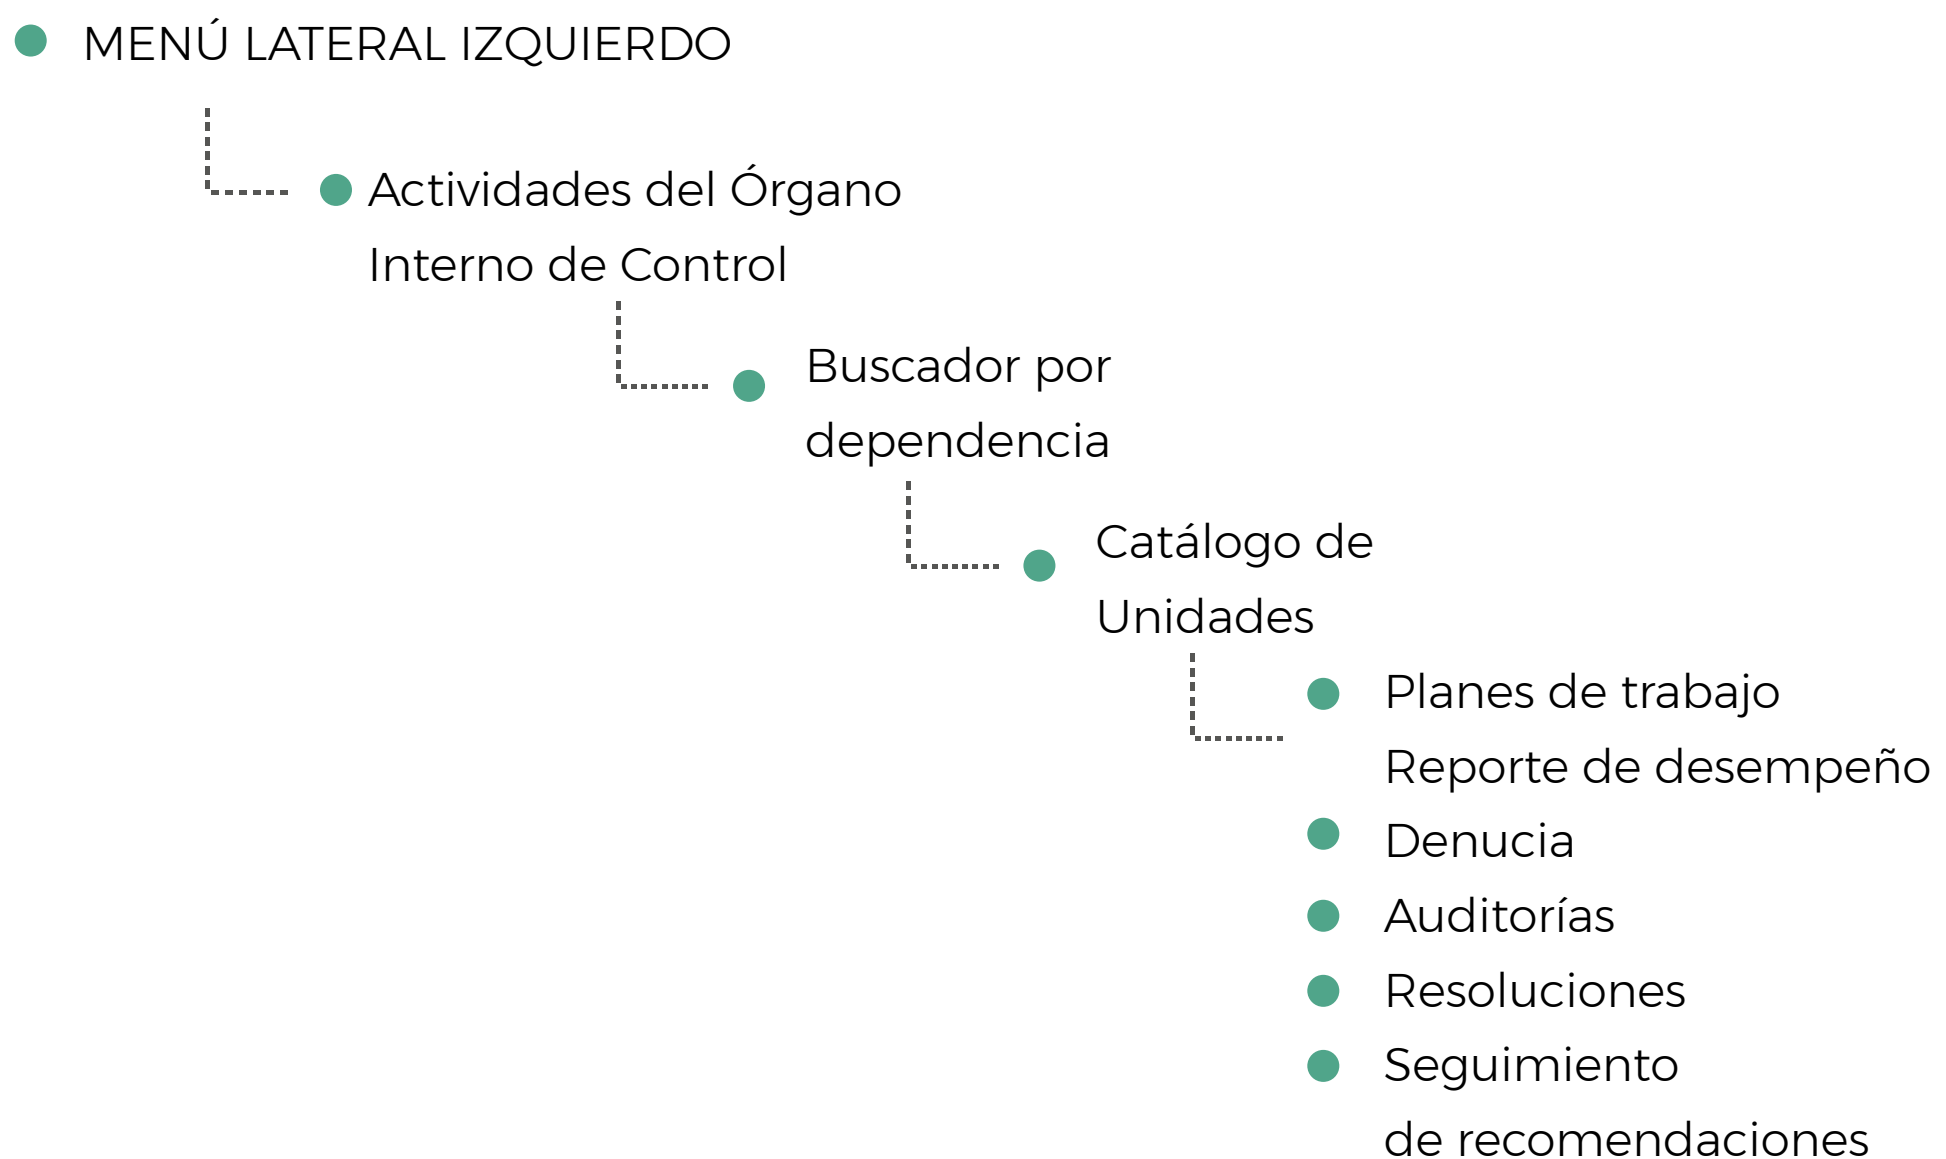 MENÚ LATERAL IZQUIERDO
Actividades del Órgano
Interno de Control
Buscador por
dependencia
Catálogo de
Unidades
Planes de trabajo
Reporte de desempeño
Denucia
Auditorías
Resoluciones
Seguimiento
de recomendaciones